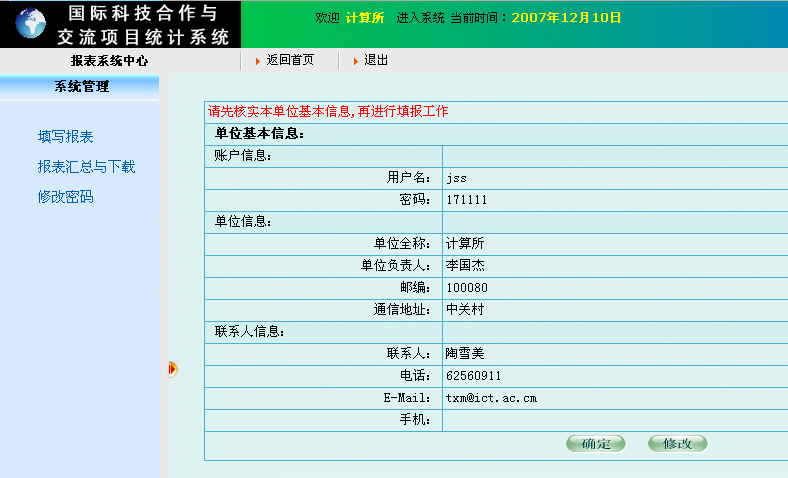 国际科技合作与
交流项目统计系统
欢迎 计算所 进入系统 当前时间：2007年12月10日
报表系统中心
返回首页
退出
系统管理
填写报表
报表汇总与下载
修改密码
请先核实本单位基本信息,再进行填报工作
单位基本信息：
账户信息：
用户名： jss
密码： 171111
单位信息：
单位全称： 计算所
单位负责人： 李国杰
邮编： 100080
通信地址： 中关村
联系人信息：
联系人： 陶雪美
电话： 62560911
E-Mail： txm@ict.ac.cm
手机：
确定 修改